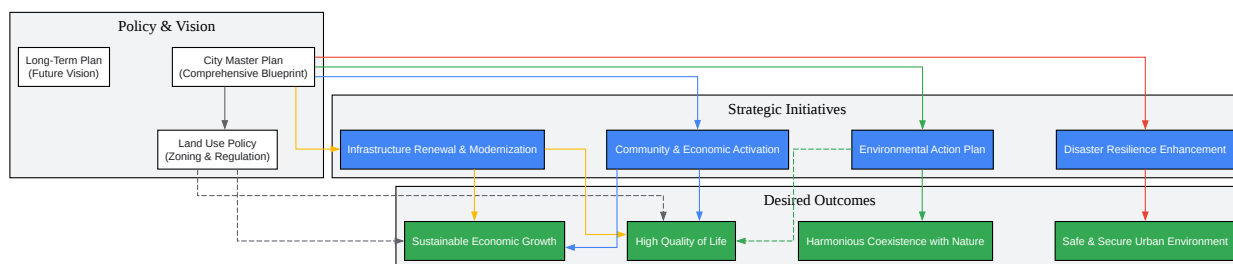 Policy & Vision
Long-Term Plan
(Future Vision)
City Master Plan
(Comprehensive Blueprint)
Land Use Policy
(Zoning & Regulation)
Strategic Initiatives
Infrastructure Renewal & Modernization
Community & Economic Activation
Environmental Action Plan
Disaster Resilience Enhancement
Desired Outcomes
Sustainable Economic Growth
High Quality of Life
Harmonious Coexistence with Nature
Safe & Secure Urban Environment